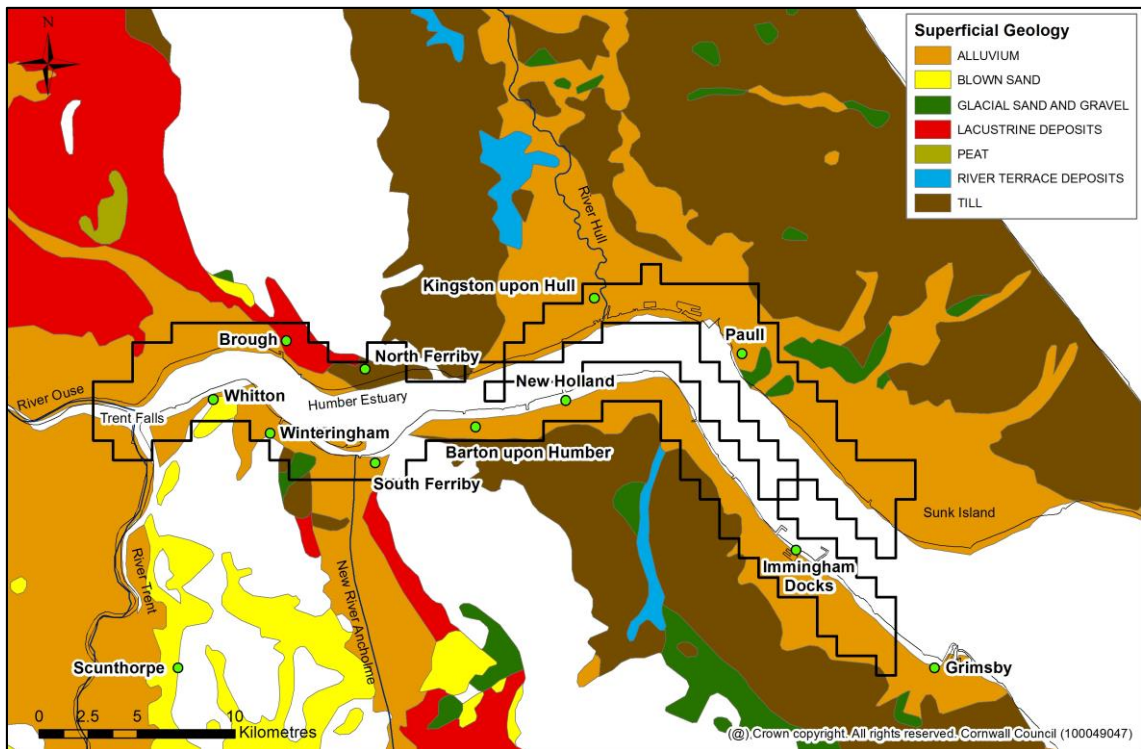 N
Superficial Geology
ALLUVIUM
BLOWN SAND
GLACIAL SAND AND GRAVEL
LACUSTRINE DEPOSITS
PEAT
RIVER TERRACE DEPOSITS
TILL
River Hull
Kingston upon Hull
Brough
North Ferriby
Paull
River Ouse
Trent Falls
Whitton
Humber Estuary
New Holland
Winteringham
Barton upon Humber
South Ferriby
Sunk Island
River Trent
New River Ancholme
Immingham
Docks
Scunthorpe
Grimsby
0 2.5 5 10
Kilometres
(@) Crown copyright. All rights reserved. Cornwall Council (100049047)